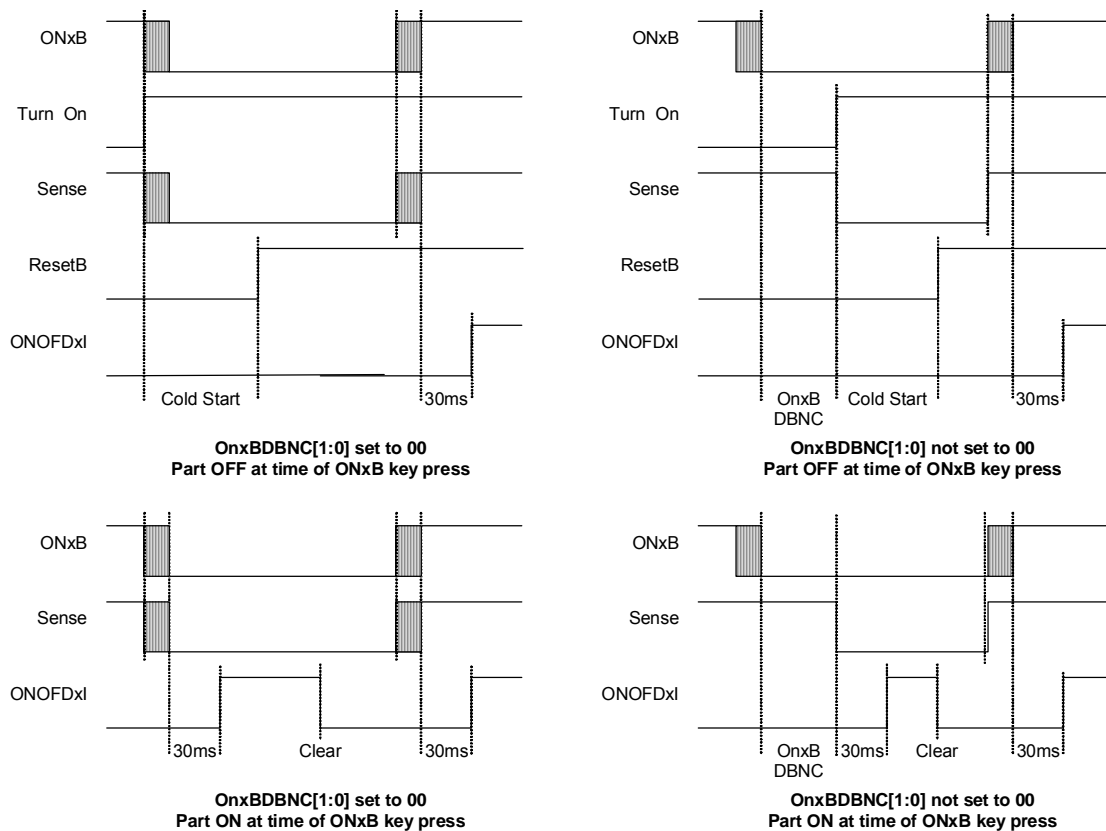 ONxB
Turn On
Sense
ResetB
ONOFDxI
Cold Start
30ms
OnxBDBNC[1:0] set to 00
Part OFF at time of ONxB key press
ONxB
Turn On
Sense
ResetB
ONOFDxI
OnxB
DBNC
Cold Start
30ms
OnxBDBNC[1:0] not set to 00
Part OFF at time of ONxB key press
ONxB
Sense
ONOFDxI
30ms
Clear
30ms
OnxBDBNC[1:0] set to 00
Part ON at time of ONxB key press
ONxB
Sense
ONOFDxI
OnxB
DBNC
30ms
Clear
30ms
OnxBDBNC[1:0] not set to 00
Part ON at time of ONxB key press